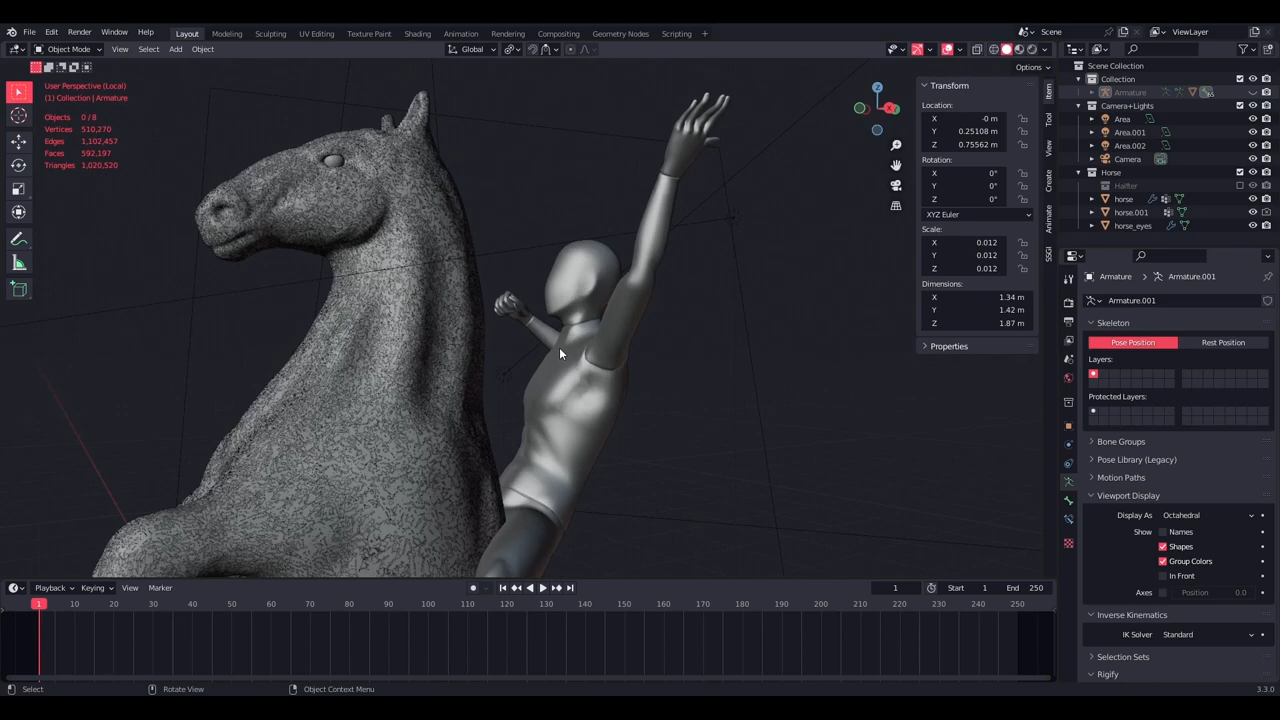 File Edit Render Window Help Layout Modeling Sculpting UV Editing Texture Paint Shading Animation Rendering Compositing Geometry Nodes Scripting + Scene ViewLayer
Object Mode View Select Add Object Global
Options
User Perspective (Local)
(1) Collection | Armature
Objects 0 / 8
Vertices 510,270
Edges 1,102,457
Faces 592,197
Triangles 1,020,520
Z
X
Transform
Location:
X -0 m
Y 0.25108 m
Z 0.75562 m
Rotation:
X 0°
Y 0°
Z 0°
XYZ Euler
Scale:
X 0.012
Y 0.012
Z 0.012
Dimensions:
X 1.34 m
Y 1.42 m
Z 1.87 m
Properties
Item
Tool
View
Create
Animate
SSGI
Scene Collection
Collection
Armature
Camera+Lights
Area
Area.001
Area.002
Camera
Horse
Halfter
horse
horse.001
horse_eyes
Armature Armature.001
Armature.001
Skeleton
Pose Position Rest Position
Layers:
Protected Layers:
Bone Groups
Pose Library (Legacy)
Motion Paths
Viewport Display
Display As Octahedral
Show Names
Shapes
Group Colors
In Front
Axes Position 0.0
Inverse Kinematics
IK Solver Standard
Selection Sets
Rigify
Playback Keying View Marker 1 Start 1 End 250
1 10 20 30 40 50 60 70 80 90 100 110 120 130 140 150 160 170 180 190 200 210 220 230 240 250
Select Rotate View Object Context Menu 3.3.0